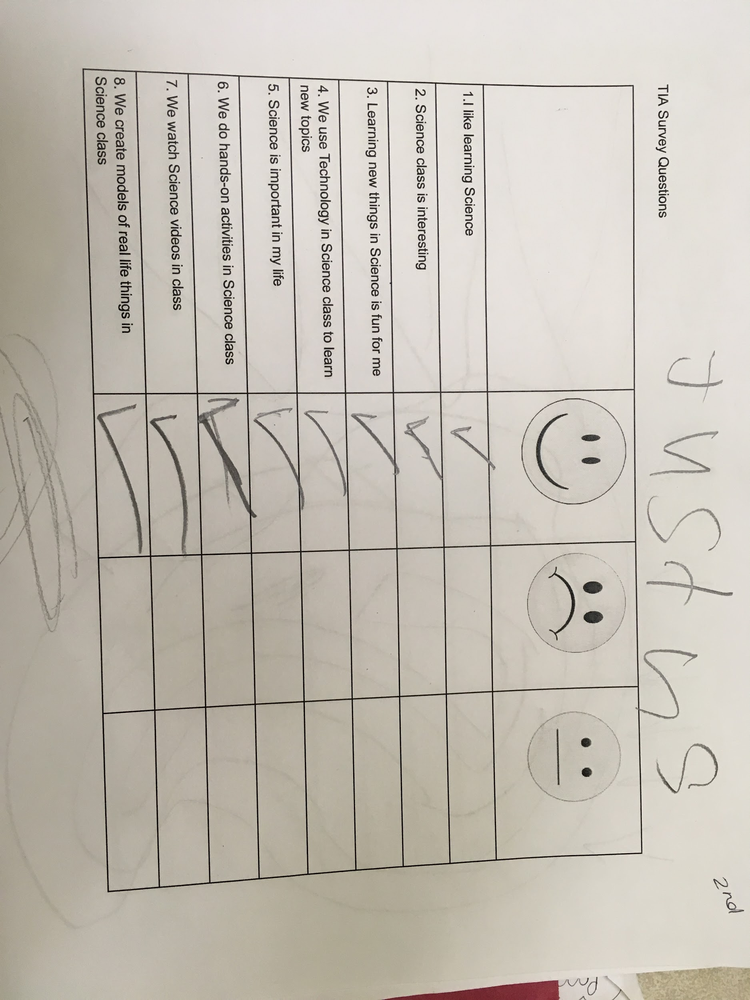 2nd
TIA Survey Questions
1.I like learning Science
2. Science class is interesting
3. Learning new things in Science is fun for me
4. We use Technology in Science class to learn
new topics
5. Science is important in my life
6. We do hands-on activities in Science class
7. We watch Science videos in class
8. We create models of real life things in
Science class